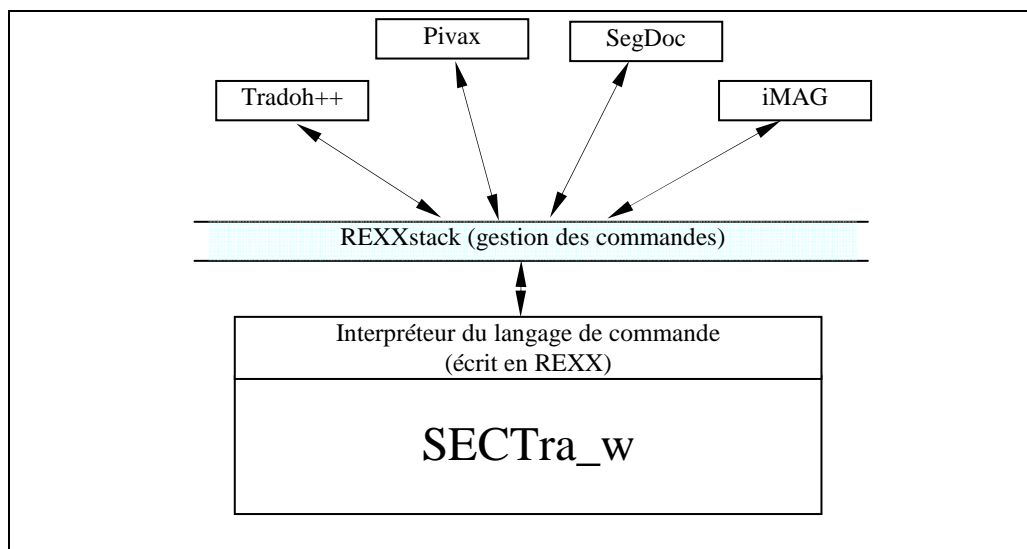 Pivax
SegDoc
Tradoh++
iMAG
REXXstack (gestion des commandes)
Interpréteur du langage de commande
(écrit en REXX)
SECTra_w